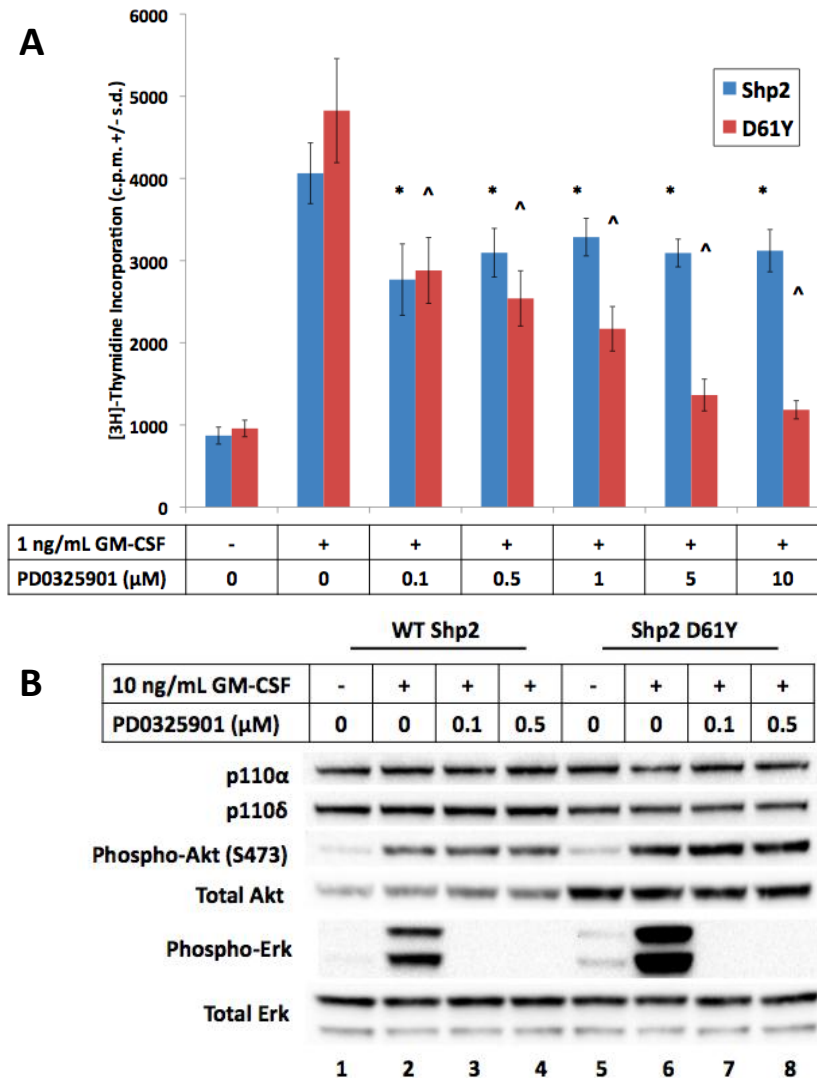 A
6000
5000
4000
3000
2000
1000
0
[3H]-Thymidine Incorporation (c.p.m. +/- s.d.)
Shp2
D61Y
* ^ * ^ * ^ * ^ * ^
1 ng/mL GM-CSF - + + + + + +
PD0325901 (μM) 0 0 0.1 0.5 1 5 10
B
WT Shp2 Shp2 D61Y
10 ng/mL GM-CSF - + + + - + + +
PD0325901 (μM) 0 0 0.1 0.5 0 0 0.1 0.5
p110α
p110δ
Phospho-Akt (S473)
Total Akt
Phospho-Erk
Total Erk
1 2 3 4 5 6 7 8